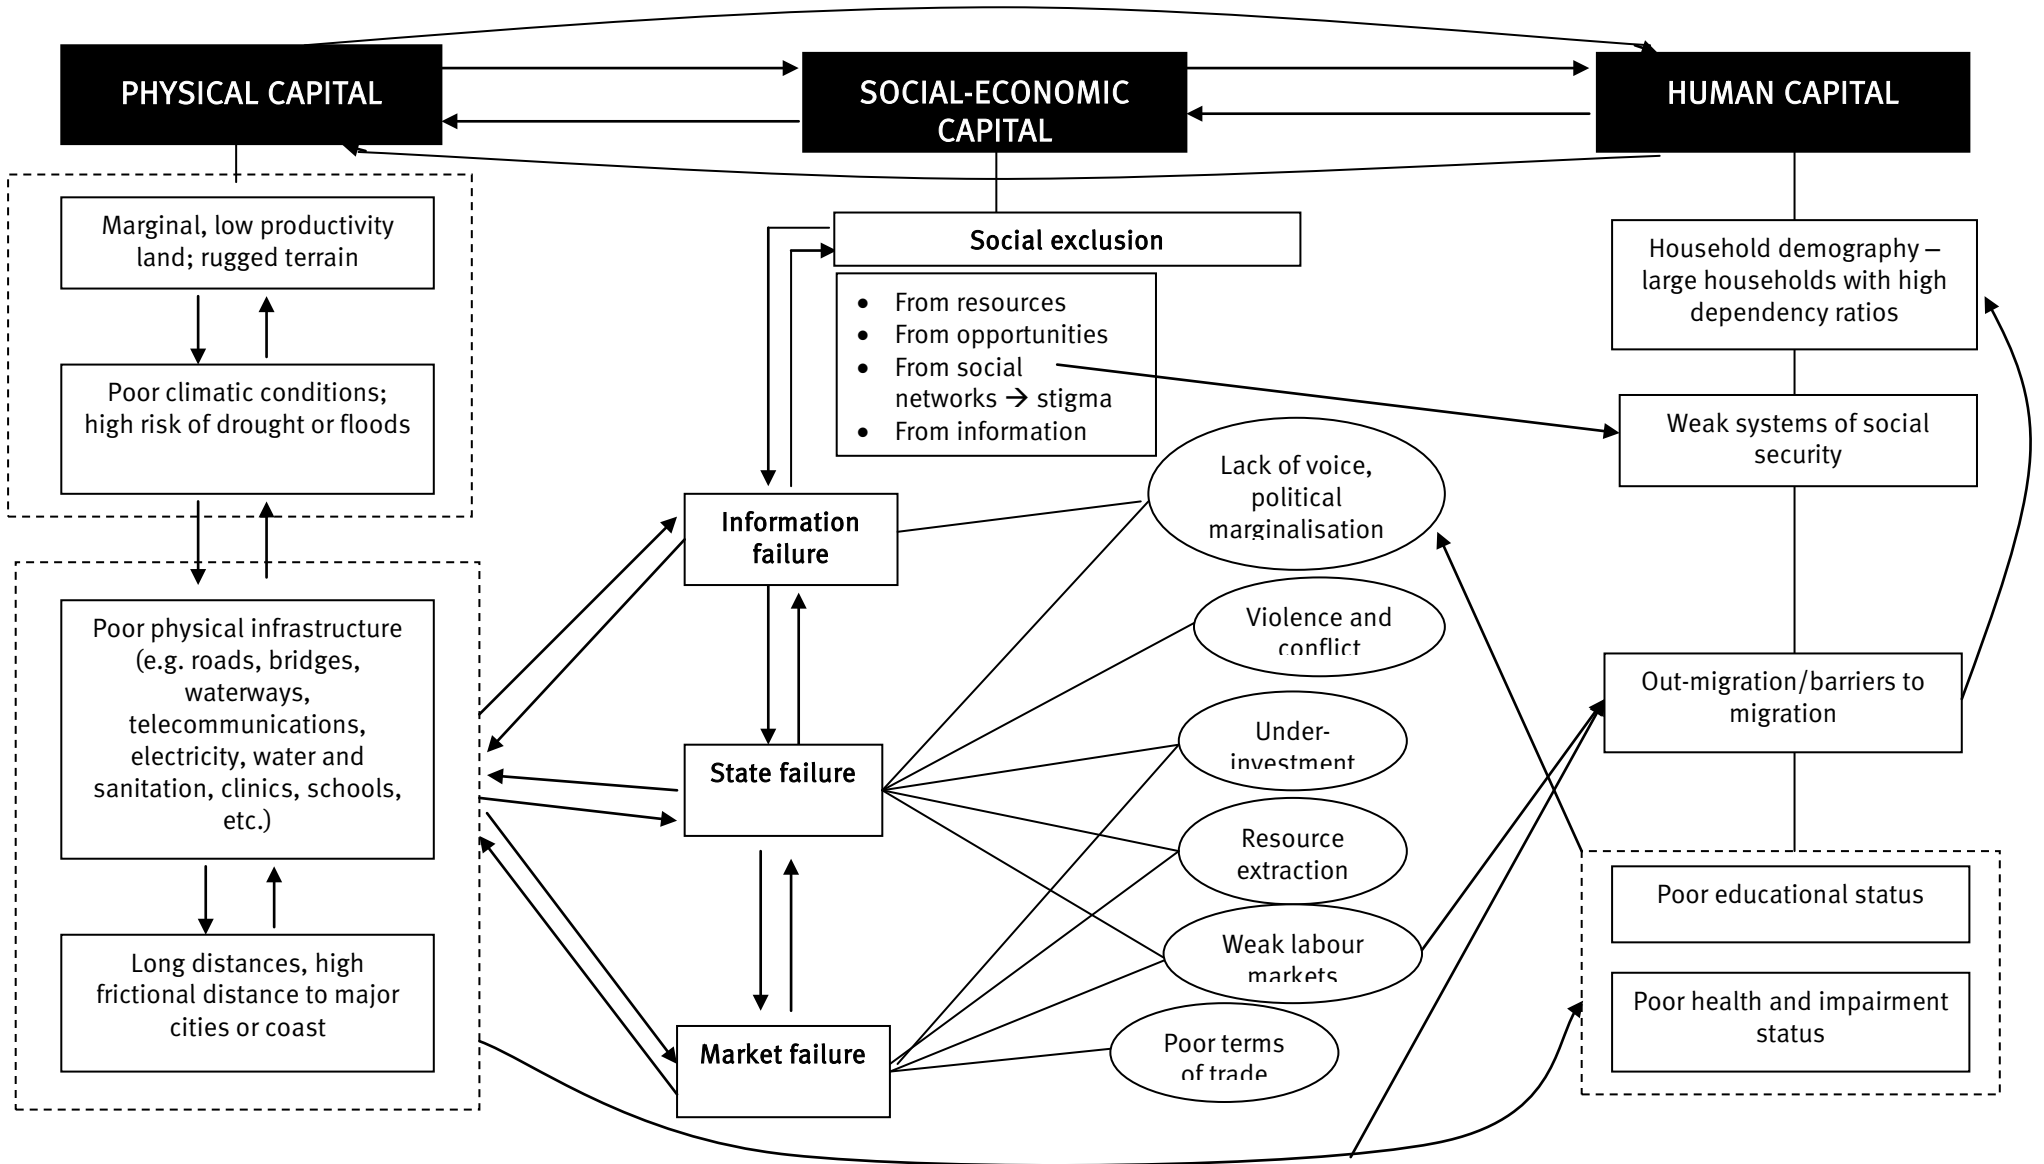 PHYSICAL CAPITAL
SOCIAL-ECONOMIC
CAPITAL
HUMAN CAPITAL
Marginal, low productivity
land; rugged terrain
Poor climatic conditions;
high risk of drought or floods
Poor physical infrastructure
(e.g. roads, bridges,
waterways,
telecommunications,
electricity, water and
sanitation, clinics, schools,
etc.)
Long distances, high
frictional distance to major
cities or coast
Social exclusion
• From resources
• From opportunities
• From social
networks → stigma
• From information
Information
failure
State failure
Market failure
Lack of voice,
political
marginalisation
Violence and
conflict
Under-
investment
Resource
extraction
Weak labour
markets
Poor terms
of trade
Household demography –
large households with high
dependency ratios
Weak systems of social
security
Out-migration/barriers to
migration
Poor educational status
Poor health and impairment
status